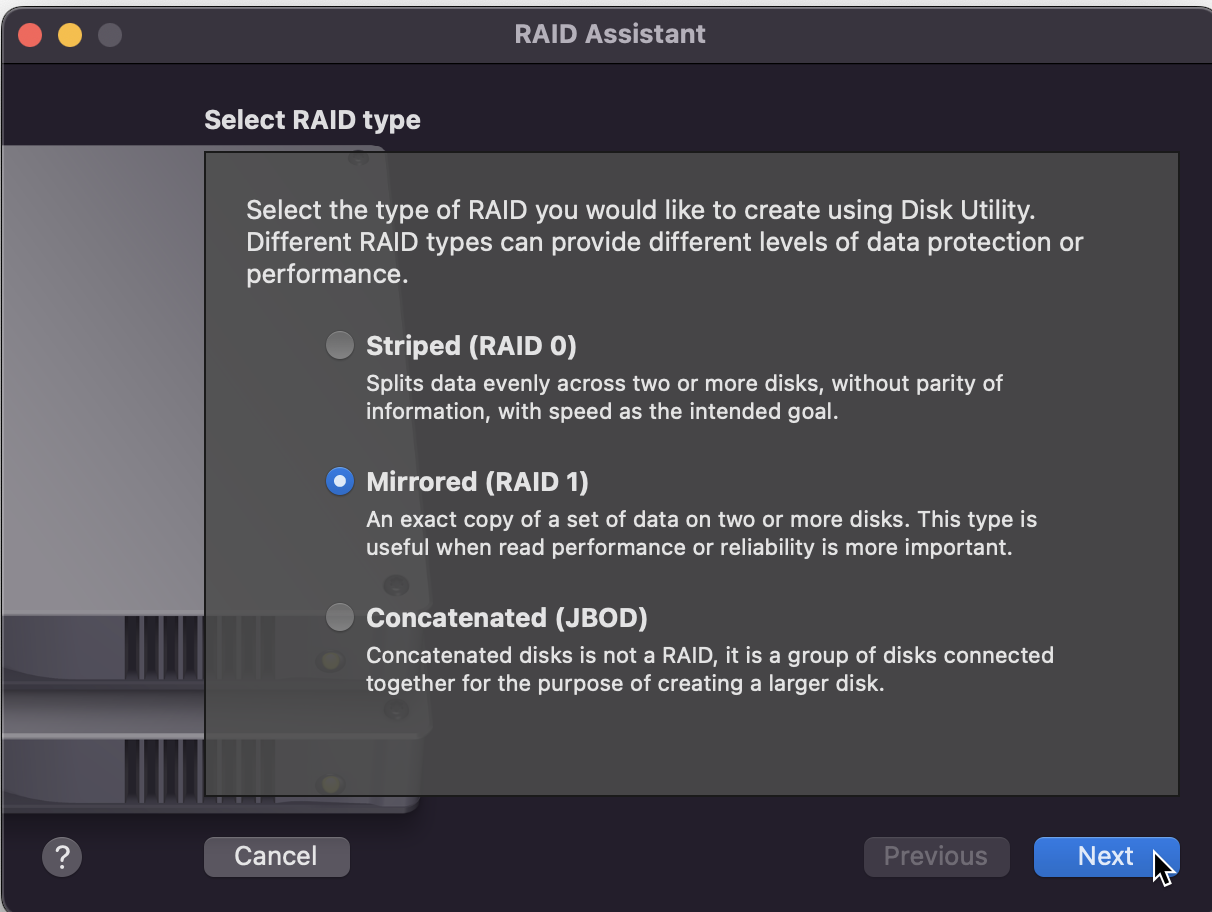 RAID Assistant
Select RAID type
Select the type of RAID you would like to create using Disk Utility.
Different RAID types can provide different levels of data protection or
performance.
Striped (RAID 0)
Splits data evenly across two or more disks, without parity of
information, with speed as the intended goal.
Mirrored (RAID 1)
An exact copy of a set of data on two or more disks. This type is
useful when read performance or reliability is more important.
Concatenated (JBOD)
Concatenated disks is not a RAID, it is a group of disks connected
together for the purpose of creating a larger disk.
? Cancel Previous Next